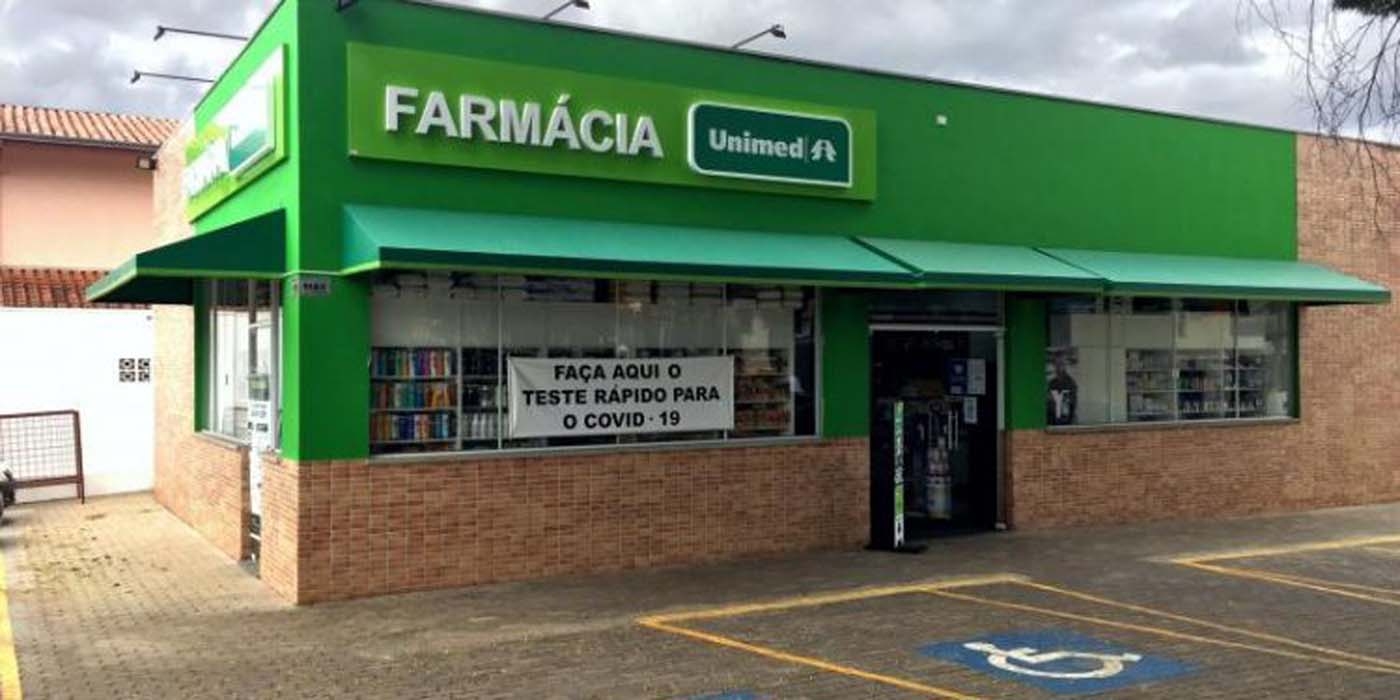 FARMÁCIA
Unimed
FAÇA AQUI O
TESTE RÁPIDO PARA
O COVID - 19